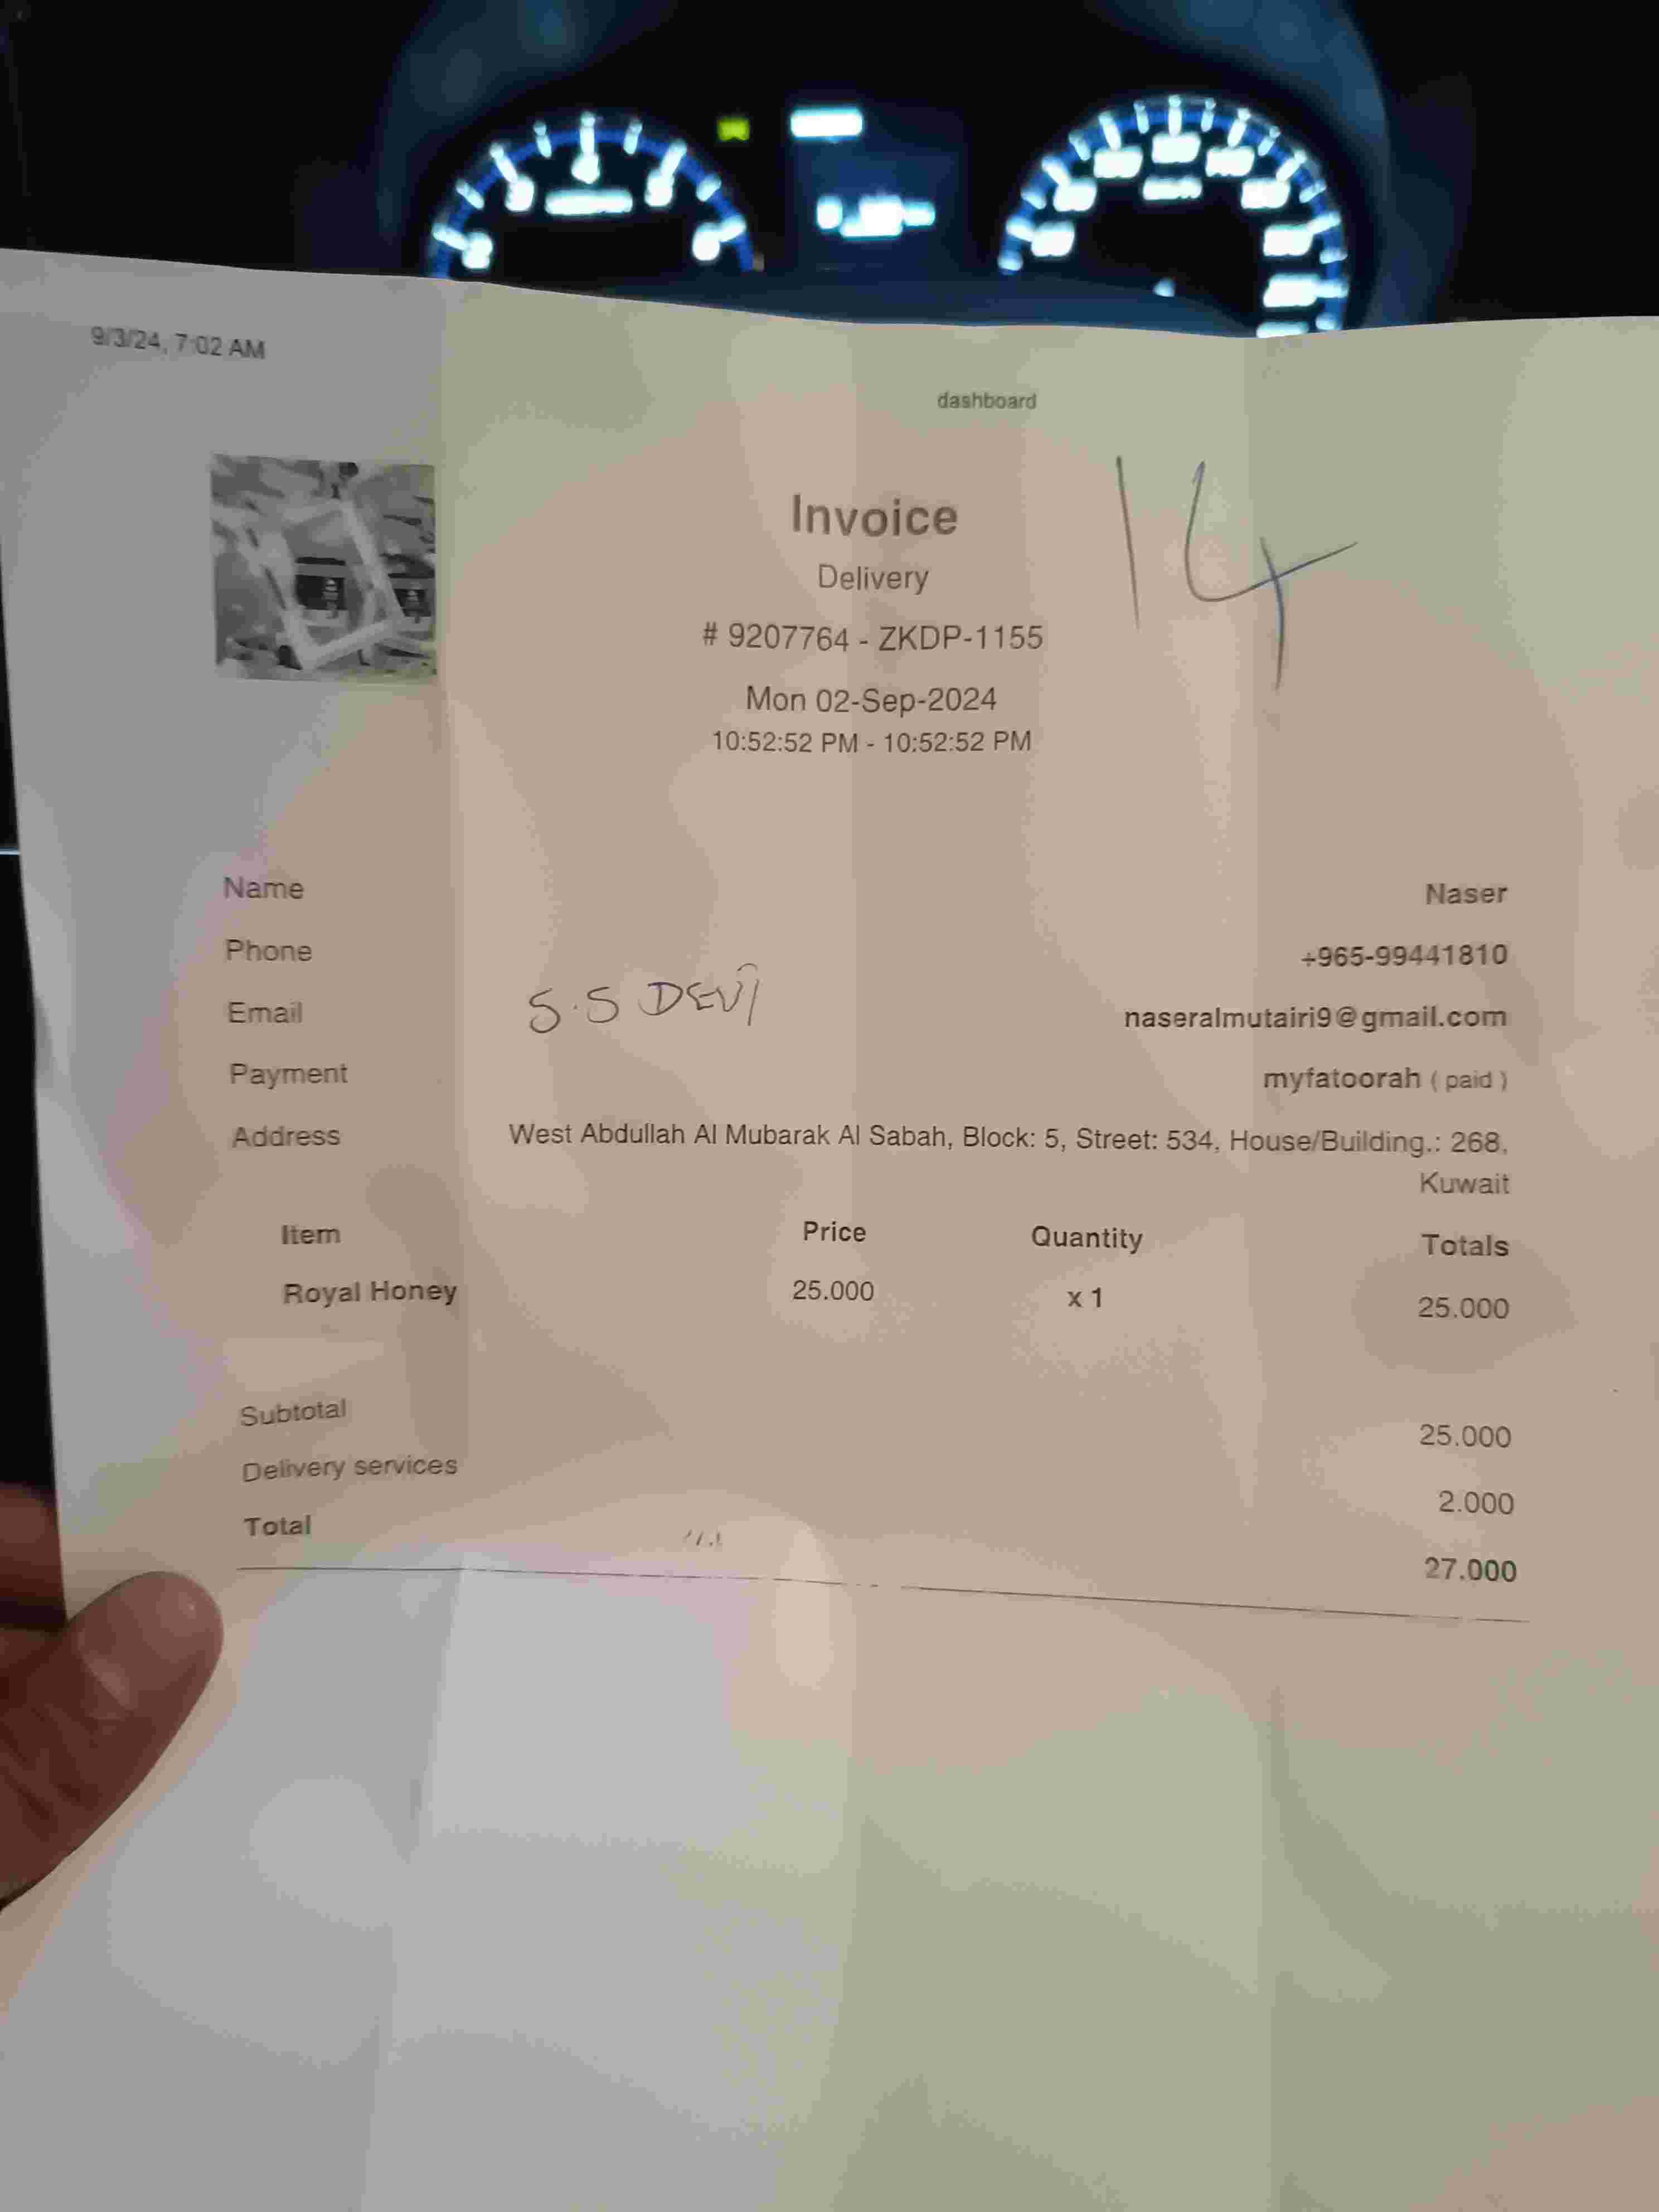 9/3/24, 7:02 AM
dashboard
Invoice
14
Delivery
# 9207764 - ZKDP-1155
Mon 02-Sep-2024
10:52:52 PM - 10:52:52 PM
Name Naser
Phone +965-99441810
Email naseralmutairi9@gmail.com
S.S DEVI
Payment myfatoorah ( paid )
Address West Abdullah Al Mubarak Al Sabah, Block: 5, Street: 534, House/Building.: 268,
Kuwait
Item Price Quantity Totals
Royal Honey 25.000 x 1 25.000
Subtotal 25.000
Delivery services 2.000
Total 27.000